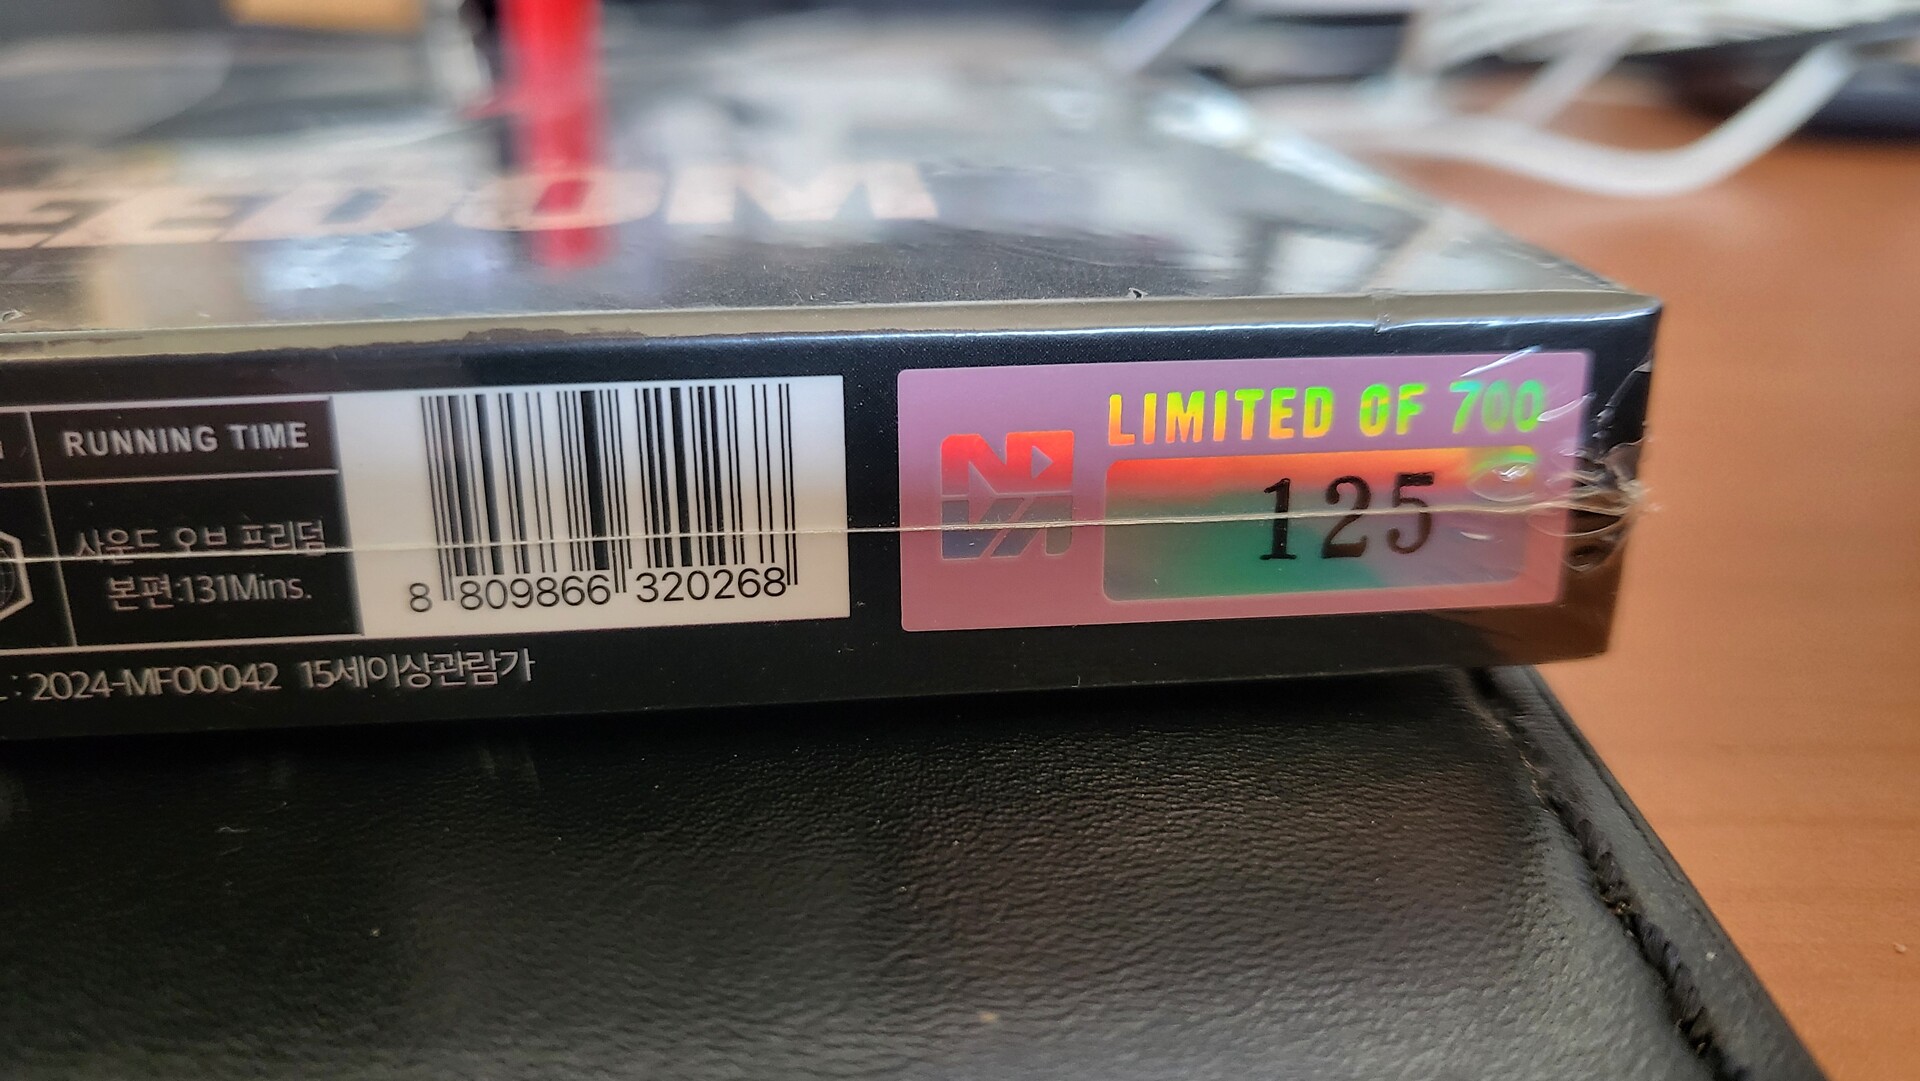 EEDOM
RUNNING TIME
사운드 오브 프리덤
본편:131Mins.
8 809866 320268
: 2024-MF00042 15세이상관람가
LIMITED OF 700
125